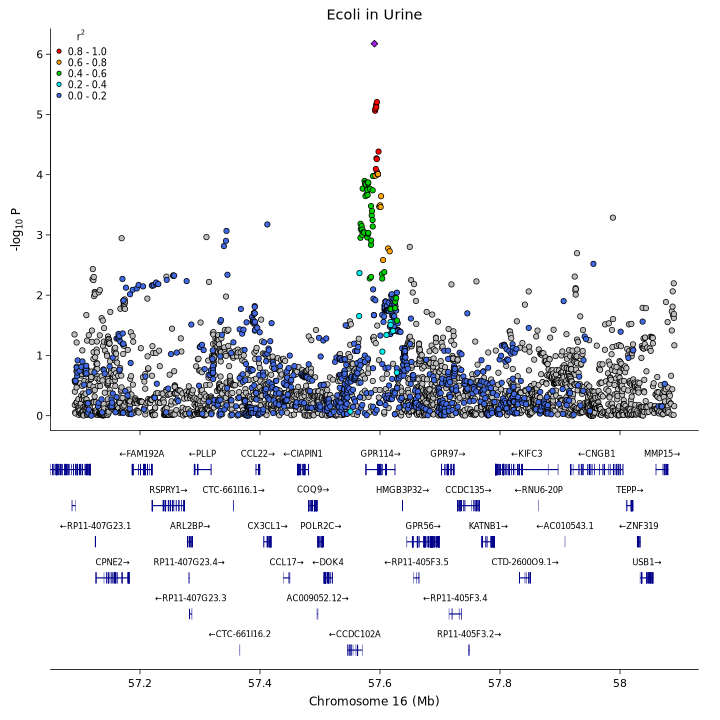 Ecoli in Urine
r²
0.8 - 1.0
0.6 - 0.8
0.4 - 0.6
0.2 - 0.4
0.0 - 0.2
6
5
4
3
2
1
0
-log10 P
←FAM192A
←PLLP
CCL22→
←CIAPIN1
GPR114→
GPR97→
←KIFC3
←CNGB1
MMP15→
RSPRY1→
CTC-661I16.1→
COQ9→
HMGB3P32→
CCDC135→
←RNU6-20P
TEPP→
←RP11-407G23.1
ARL2BP→
CX3CL1→
POLR2C→
←DOK4
GPR56→
KATNB1→
←AC010543.1
←ZNF319
CPNE2→
RP11-407G23.4→
CCL17→
←RP11-405F3.5
CTD-2600O9.1→
USB1→
←RP11-407G23.3
AC009052.12→
←RP11-405F3.4
←CTC-661I16.2
←CCDC102A
RP11-405F3.2→
57.2
57.4
57.6
57.8
58
Chromosome 16 (Mb)